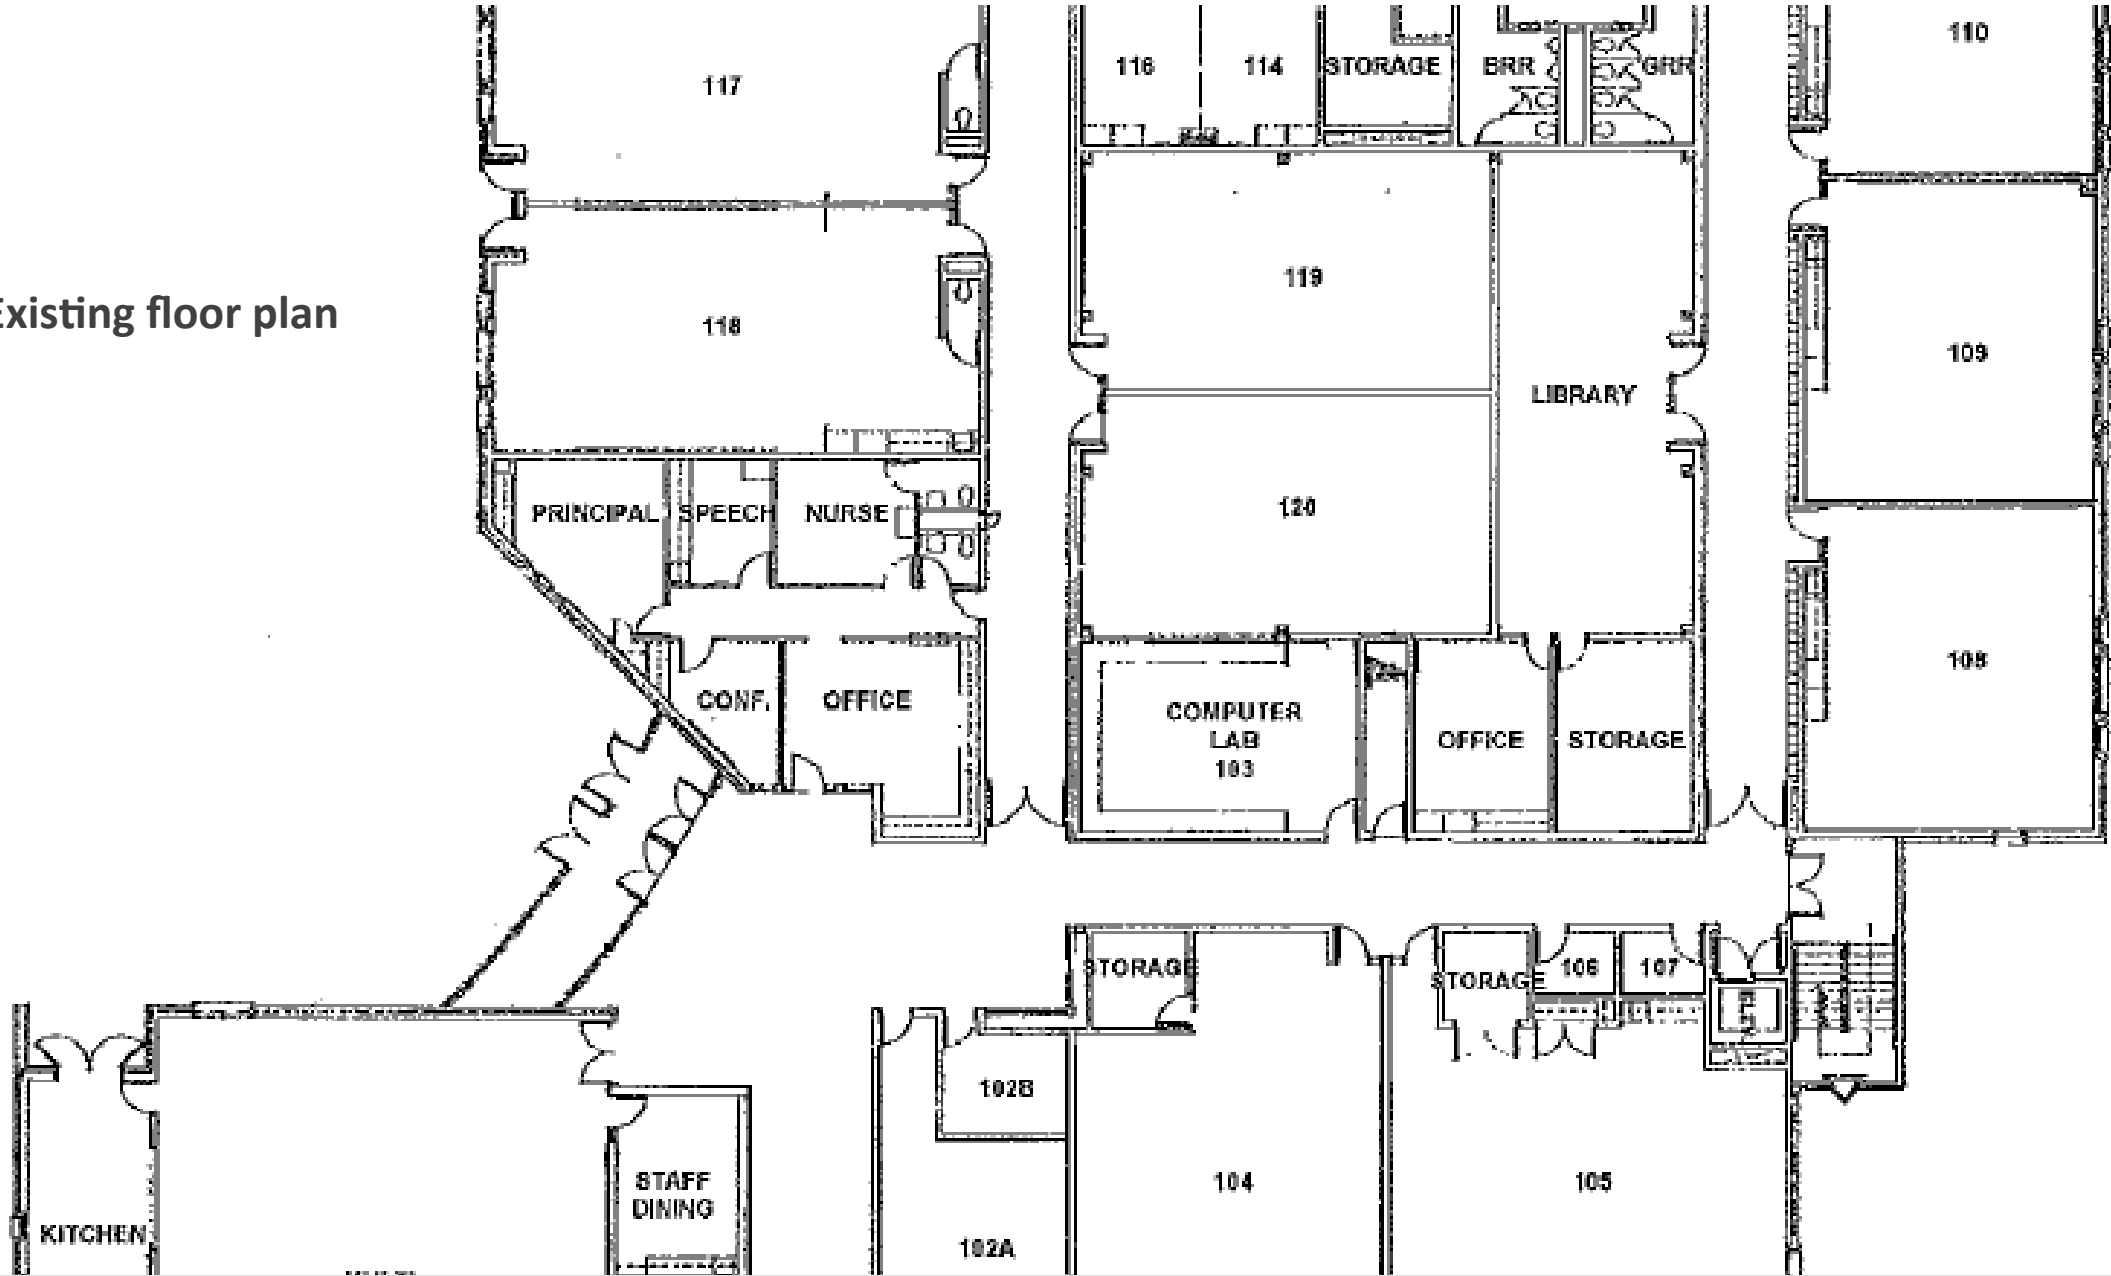 117
116
114
STORAGE
BRR
GRR
110
118
119
109
Existing floor plan
LIBRARY
PRINCIPAL
SPEECH
NURSE
120
108
CONF.
OFFICE
COMPUTER
LAB
103
OFFICE
STORAGE
STORAGE
STORAGE
106
107
ELEV
102B
STAFF
DINING
104
105
KITCHEN
102A